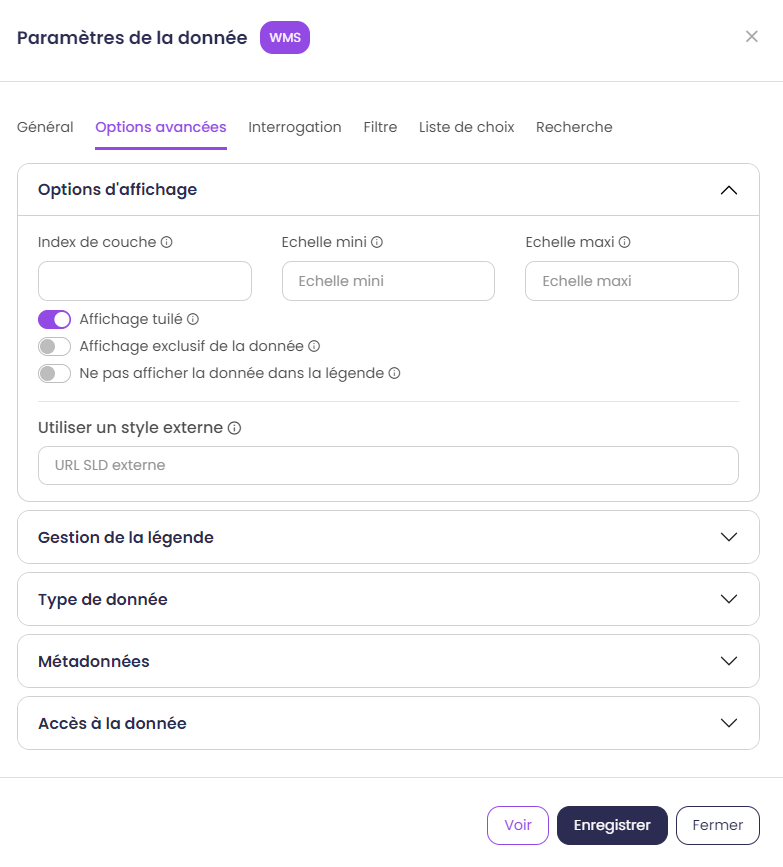 Paramètres de la donnée WMS
Général Options avancées Interrogation Filtre Liste de choix Recherche
Options d'affichage
Index de couche Echelle mini Echelle maxi
Echelle mini Echelle maxi
Affichage tuilé
Affichage exclusif de la donnée
Ne pas afficher la donnée dans la légende
Utiliser un style externe
URL SLD externe
Gestion de la légende
Type de donnée
Métadonnées
Accès à la donnée
Voir Enregistrer Fermer